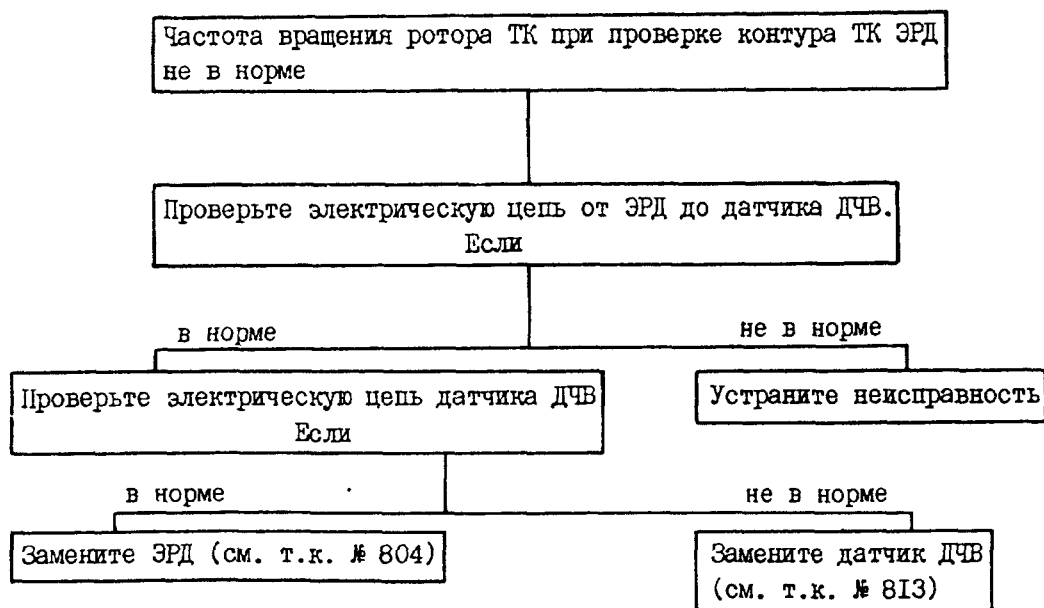 Частота вращения ротора ТК при проверке контура ТК ЭРД
не в норме
Проверьте электрическую цепь от ЭРД до датчика ДЧВ.
Если
в норме
не в норме
Проверьте электрическую цепь датчика ДЧВ
Если
Устраните неисправность
в норме
не в норме
Замените ЭРД (см. т.к. № 804)
Замените датчик ДЧВ
(см. т.к. № 8I3)